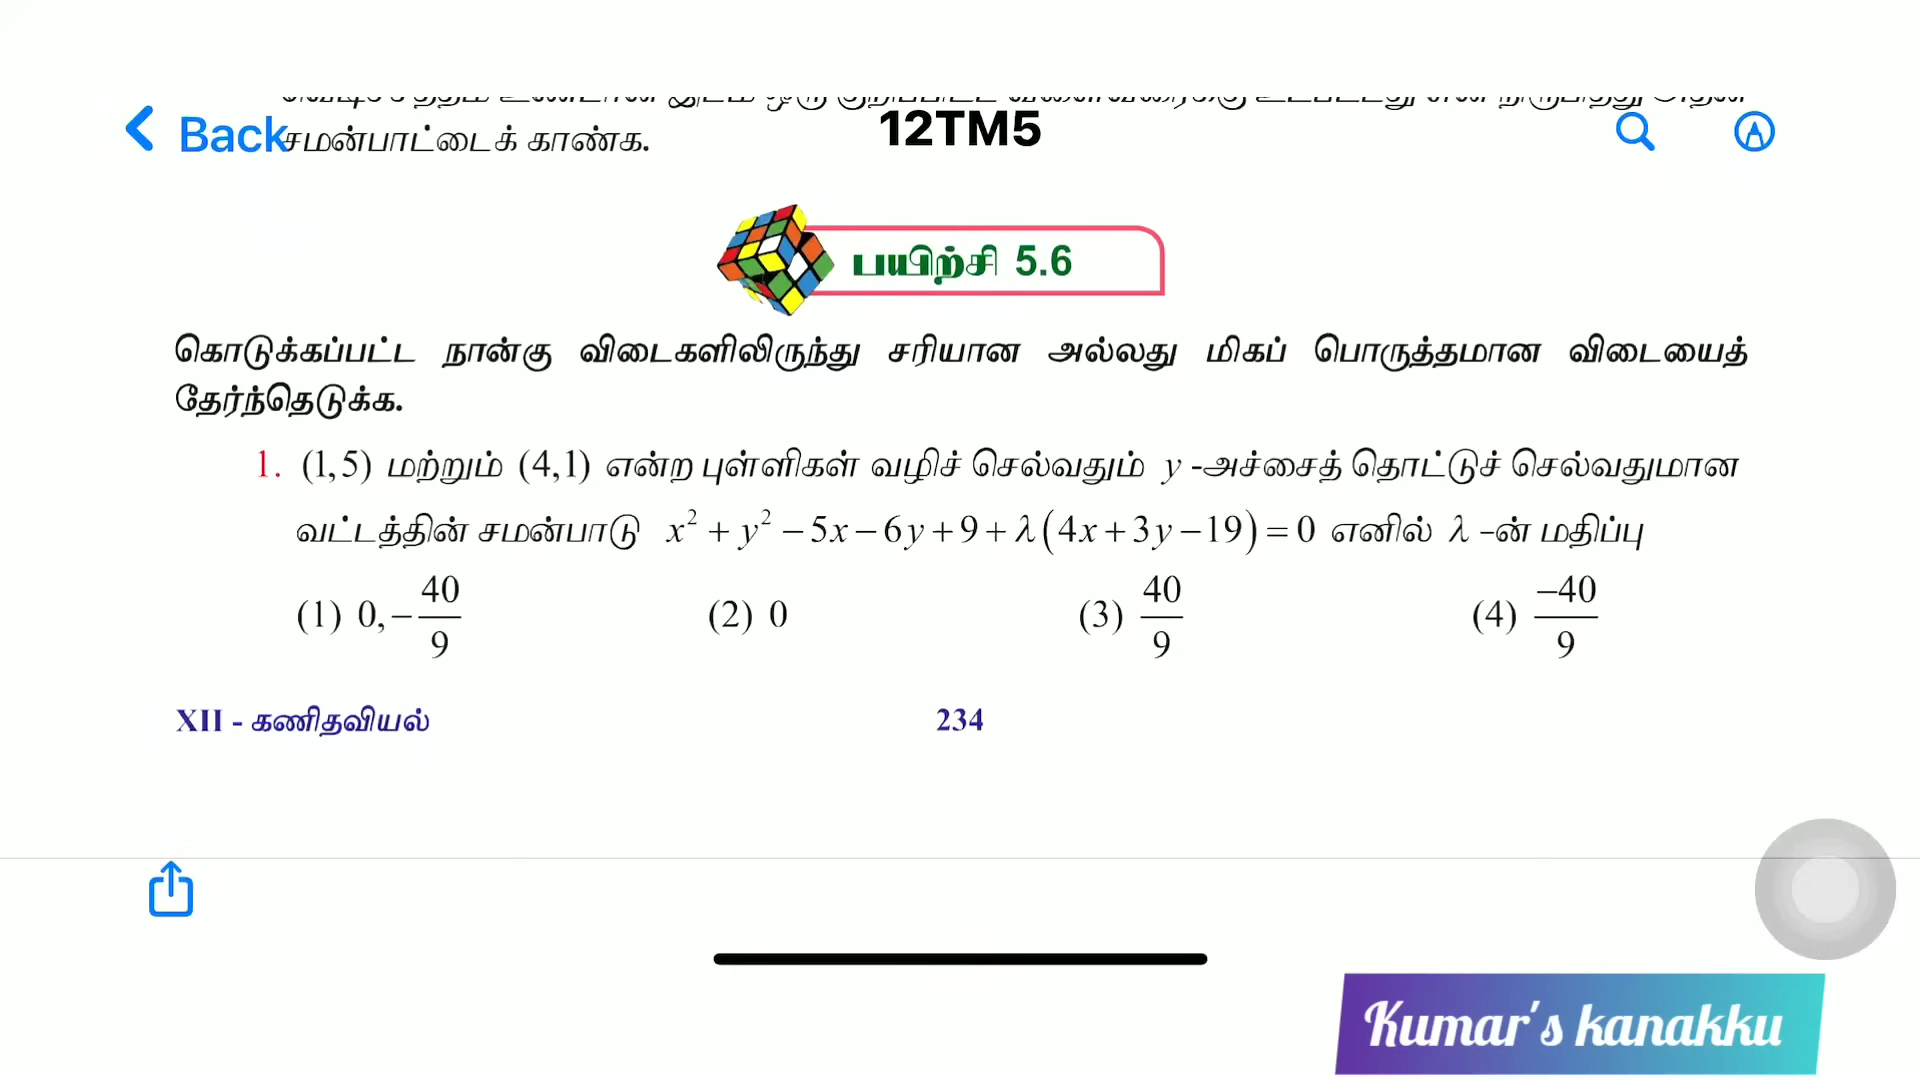 Back
12TM5
சமன்பாட்டைக் காண்க.
பயிற்சி 5.6
கொடுக்கப்பட்ட நான்கு விடைகளிலிருந்து சரியான அல்லது மிகப் பொருத்தமான விடையைத்
தேர்ந்தெடுக்க.
1. (1,5) மற்றும் (4,1) என்ற புள்ளிகள் வழிச் செல்வதும் y -அச்சைத் தொட்டுச் செல்வதுமான
வட்டத்தின் சமன்பாடு x² + y² − 5x − 6y + 9 + λ(4x + 3y − 19) = 0 எனில் λ –ன் மதிப்பு
(1) 0, −40/9 (2) 0 (3) 40/9 (4) −40/9
XII - கணிதவியல் 234
Kumar's kanakku